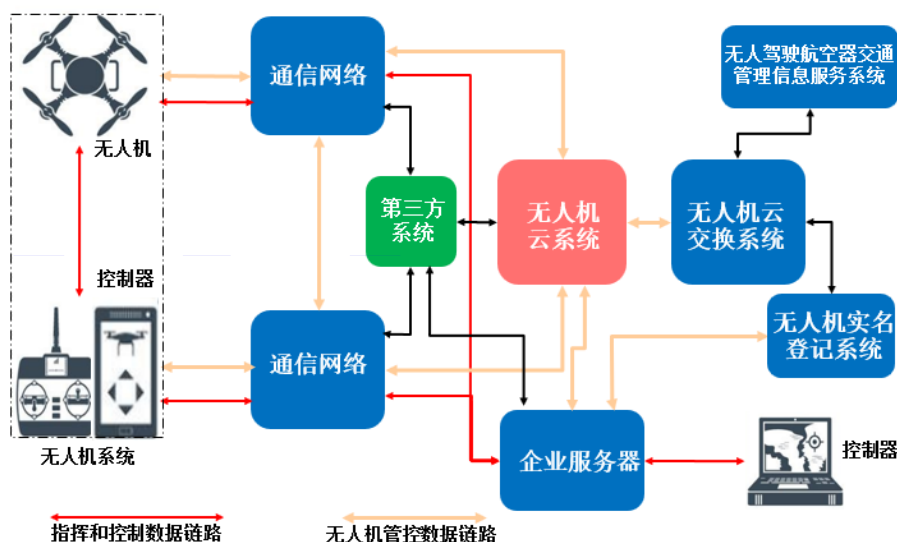 通信网络
无人驾驶航空器交通
管理信息服务系统
无人机
第三方
系统
无人机
云系统
无人机云
交换系统
控制器
通信网络
无人机实名
登记系统
无人机系统
企业服务器
控制器
指挥和控制数据链路
无人机管控数据链路